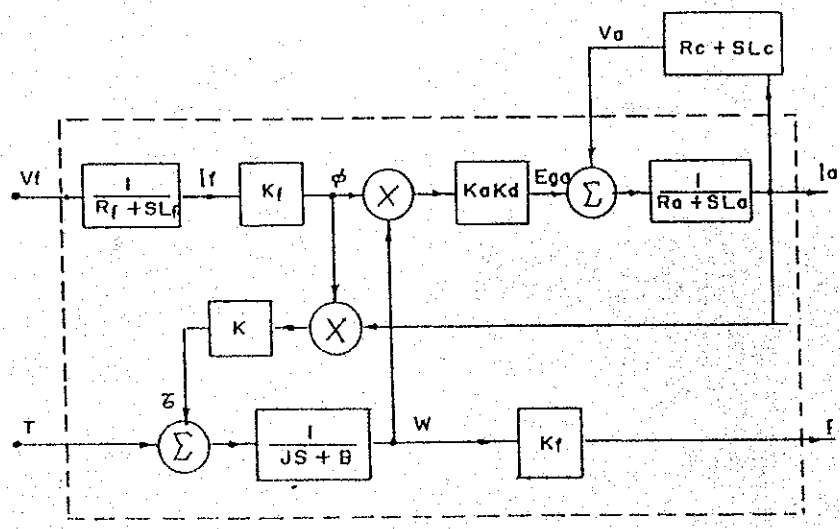 Va
Rc + SLc
Vf
1
Rf + SLf
If
Kf
φ
X
KaKd
Ega
Σ
1
Ra + SLa
Ia
K
X
T
Σ
1
JS + B
W
Kf